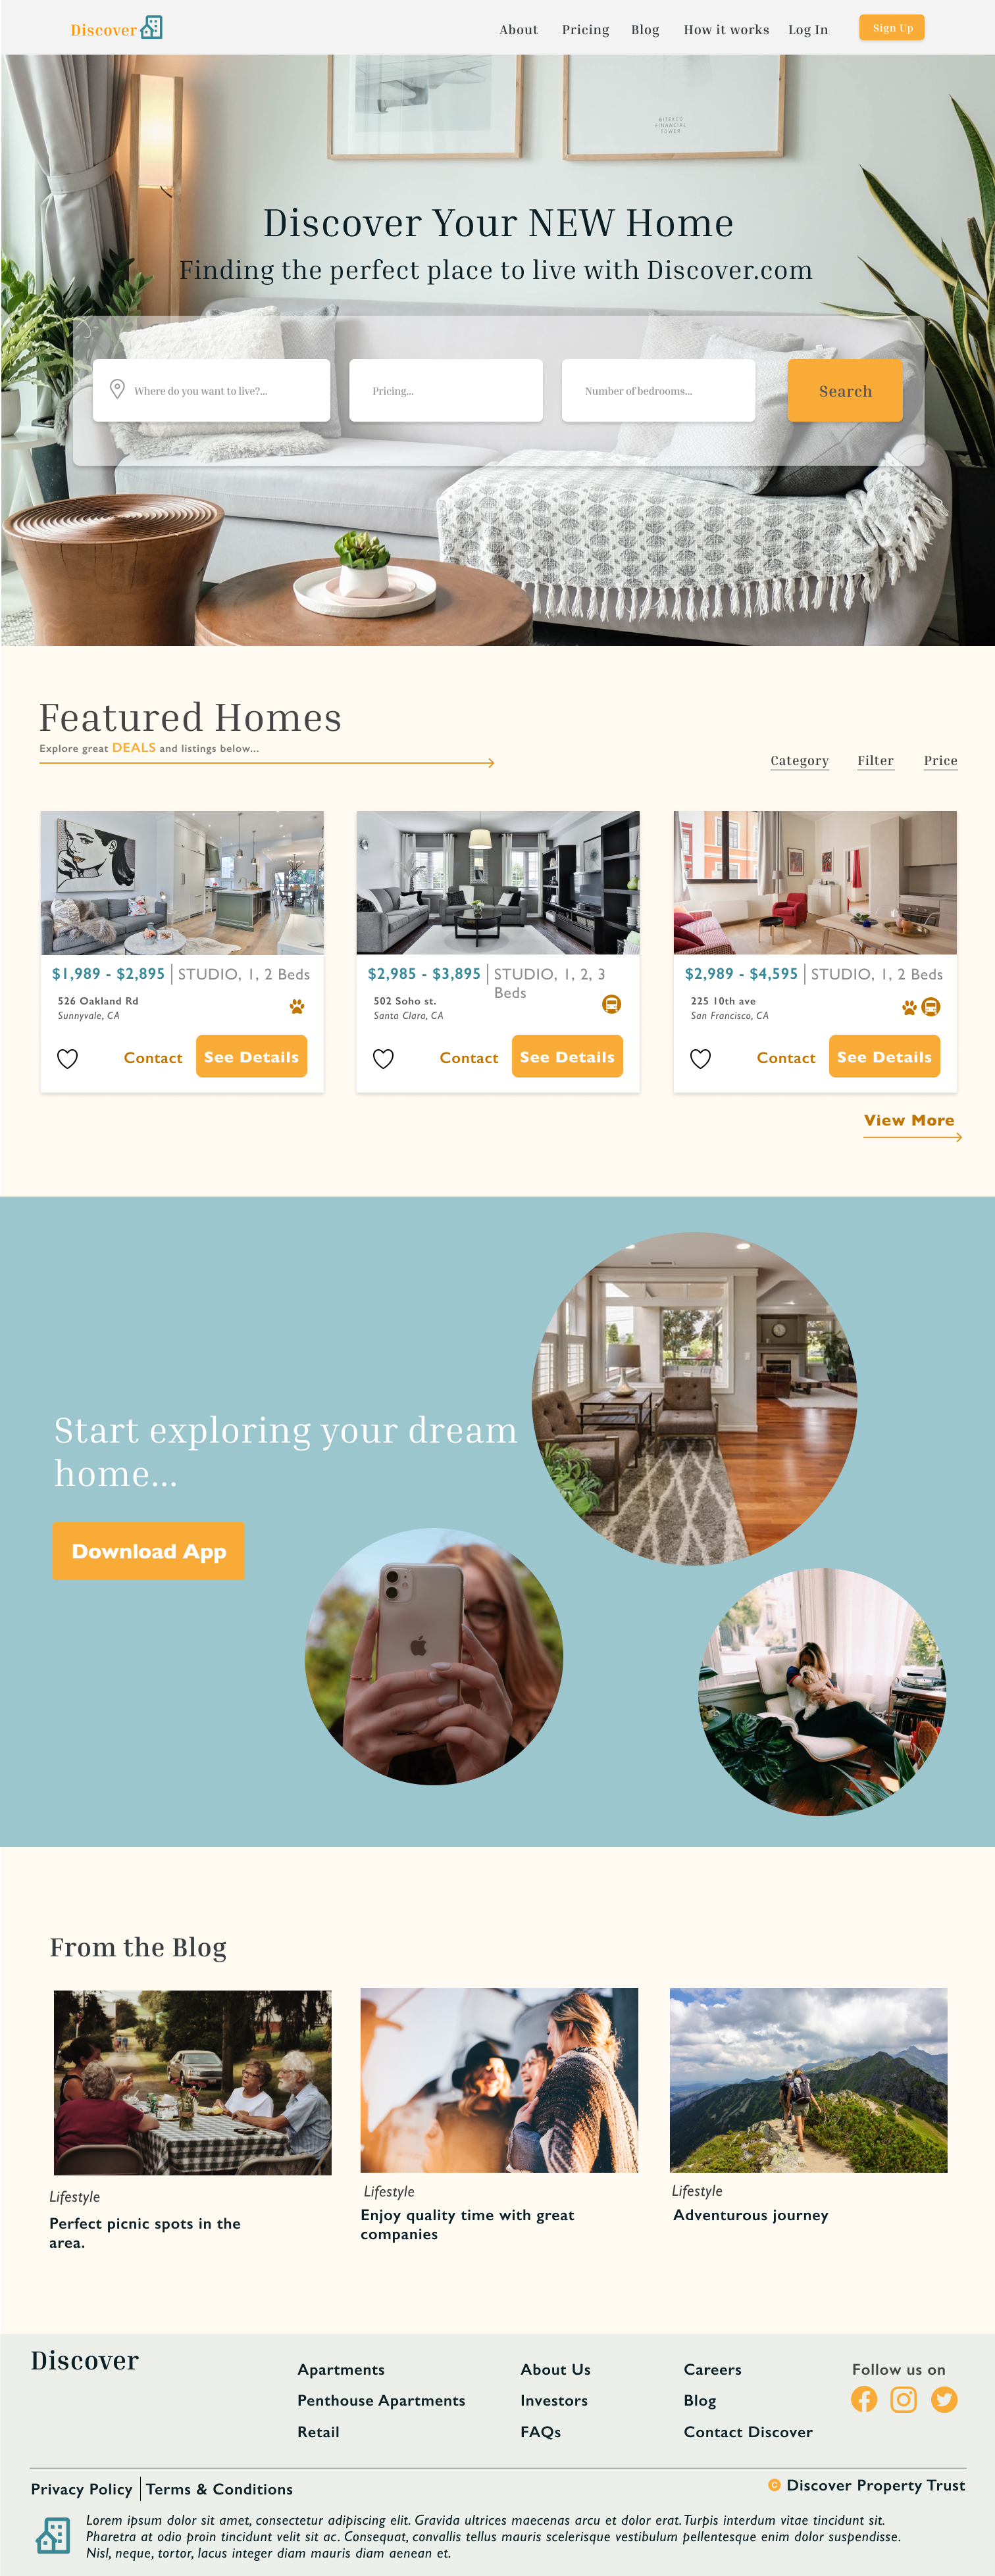 Discover
About Pricing Blog How it works Log In Sign Up
BITEXCO
FINANCIAL
TOWER
Discover Your NEW Home
Finding the perfect place to live with Discover.com
Where do you want to live?... Pricing... Number of bedrooms... Search
Featured Homes
Explore great DEALS and listings below...
Category Filter Price
$1,989 - $2,895 STUDIO, 1, 2 Beds
526 Oakland Rd
Sunnyvale, CA
Contact See Details
$2,985 - $3,895 STUDIO, 1, 2, 3
Beds
502 Soho st.
Santa Clara, CA
Contact See Details
$2,989 - $4,595 STUDIO, 1, 2 Beds
225 10th ave
San Francisco, CA
Contact See Details
View More
Start exploring your dream
home...
Download App
From the Blog
Lifestyle
Perfect picnic spots in the
area.
Lifestyle
Enjoy quality time with great
companies
Lifestyle
Adventurous journey
Discover
Apartments
Penthouse Apartments
Retail
About Us
Investors
FAQs
Careers
Blog
Contact Discover
Follow us on
Privacy Policy Terms & Conditions
© Discover Property Trust
Lorem ipsum dolor sit amet, consectetur adipiscing elit. Gravida ultrices maecenas arcu et dolor erat. Turpis interdum vitae tincidunt sit.
Pharetra at odio proin tincidunt velit sit ac. Consequat, convallis tellus mauris scelerisque vestibulum pellentesque enim dolor suspendisse.
Nisl, neque, tortor, lacus integer diam mauris diam aenean et.